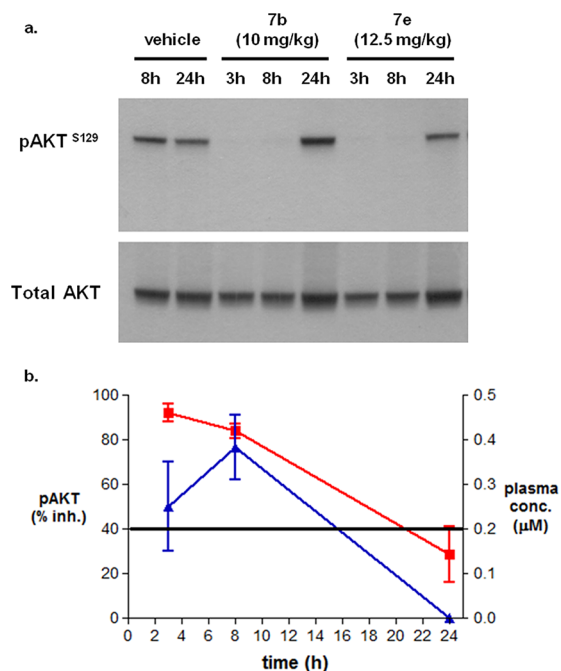 a.
vehicle
7b
(10 mg/kg)
7e
(12.5 mg/kg)
8h 24h 3h 8h 24h 3h 8h 24h
pAKT S129
Total AKT
b.
100
80
60
40
20
0
pAKT
(% inh.)
0.5
0.4
0.3
0.2
0.1
0.0
plasma
conc.
(µM)
0 2 4 6 8 10 12 14 16 18 20 22 24
time (h)